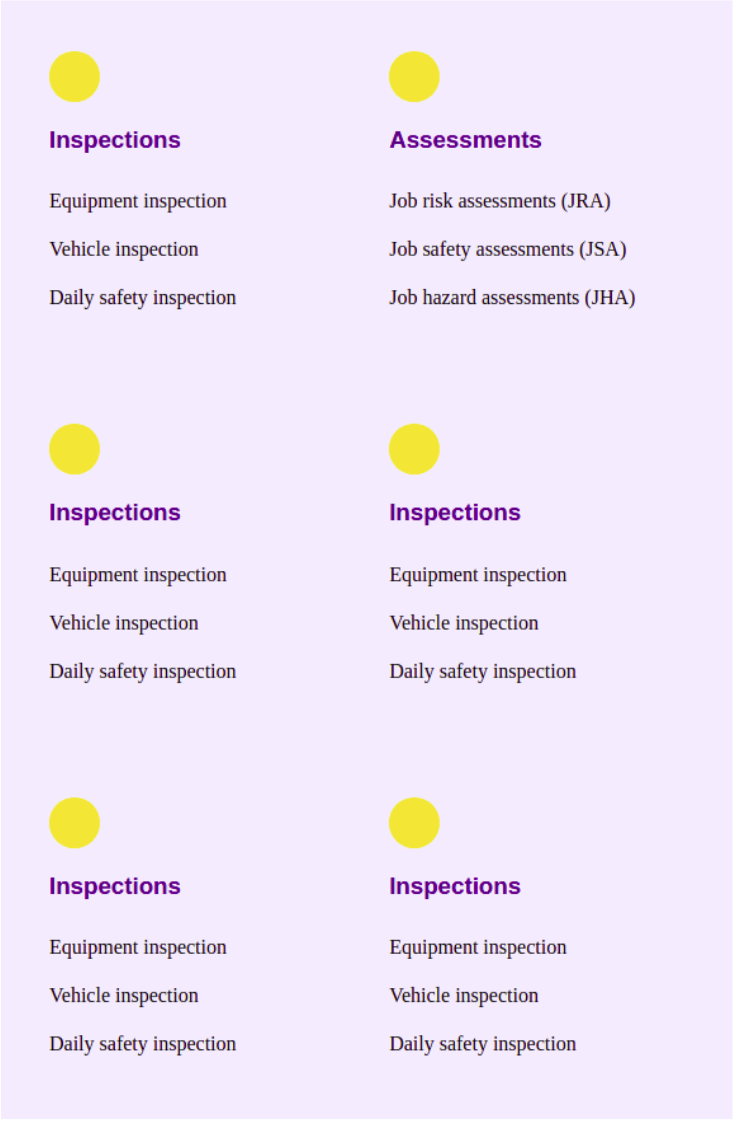 Inspections
Equipment inspection
Vehicle inspection
Daily safety inspection
Assessments
Job risk assessments (JRA)
Job safety assessments (JSA)
Job hazard assessments (JHA)
Inspections
Equipment inspection
Vehicle inspection
Daily safety inspection
Inspections
Equipment inspection
Vehicle inspection
Daily safety inspection
Inspections
Equipment inspection
Vehicle inspection
Daily safety inspection
Inspections
Equipment inspection
Vehicle inspection
Daily safety inspection